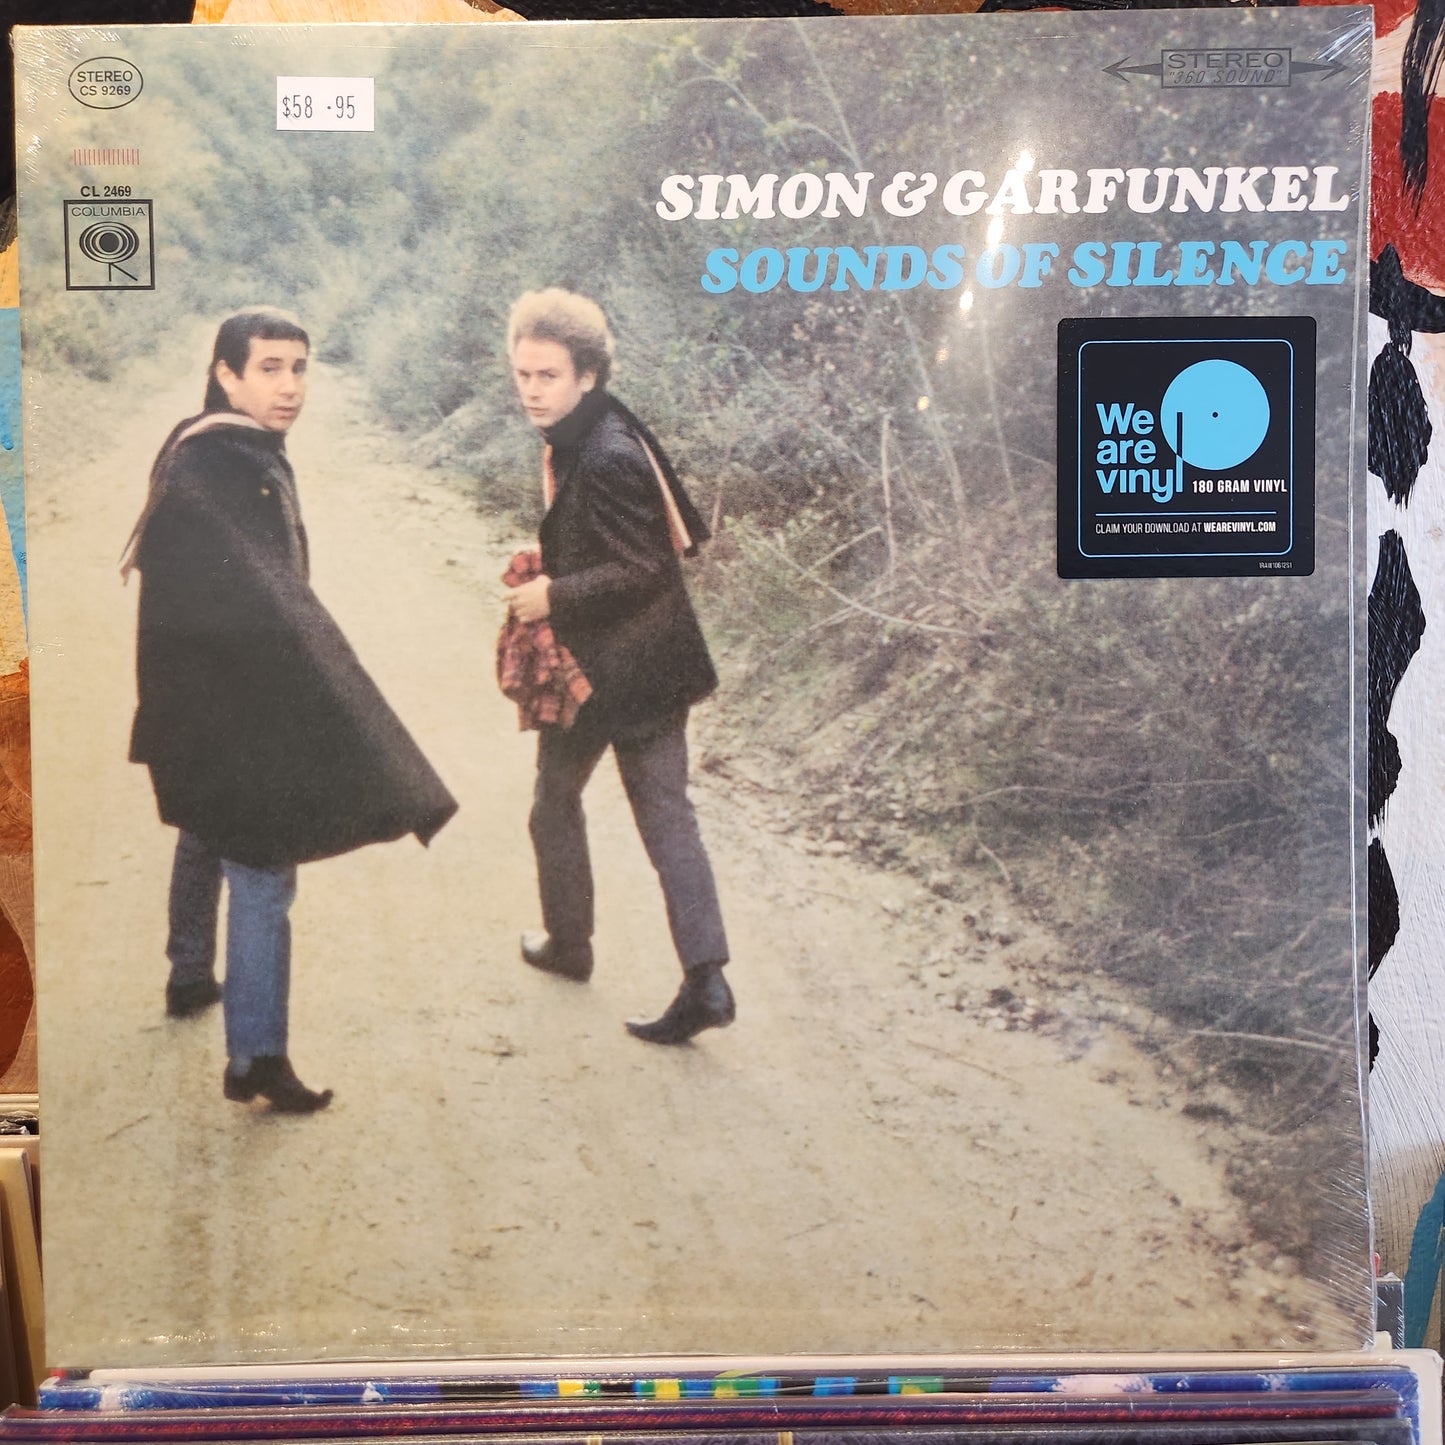 STEREO
CS 9269
$58.95
STEREO
"360 SOUND"
CL 2469
COLUMBIA
SIMON & GARFUNKEL
SOUNDS OF SILENCE
We
are
vinyl
180 GRAM VINYL
CLAIM YOUR DOWNLOAD AT WEAREVINYL.COM